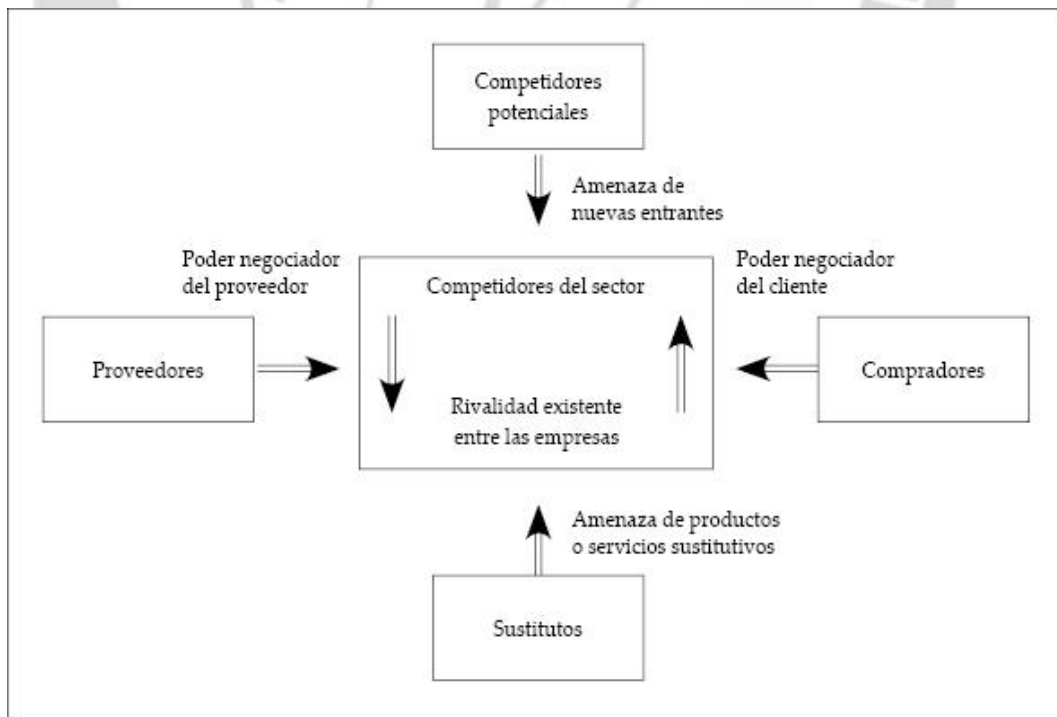 Competidores
potenciales
Amenaza de
nuevas entrantes
Poder negociador
del proveedor
Competidores del sector
Poder negociador
del cliente
Proveedores
Compradores
Rivalidad existente
entre las empresas
Amenaza de productos
o servicios sustitutivos
Sustitutos